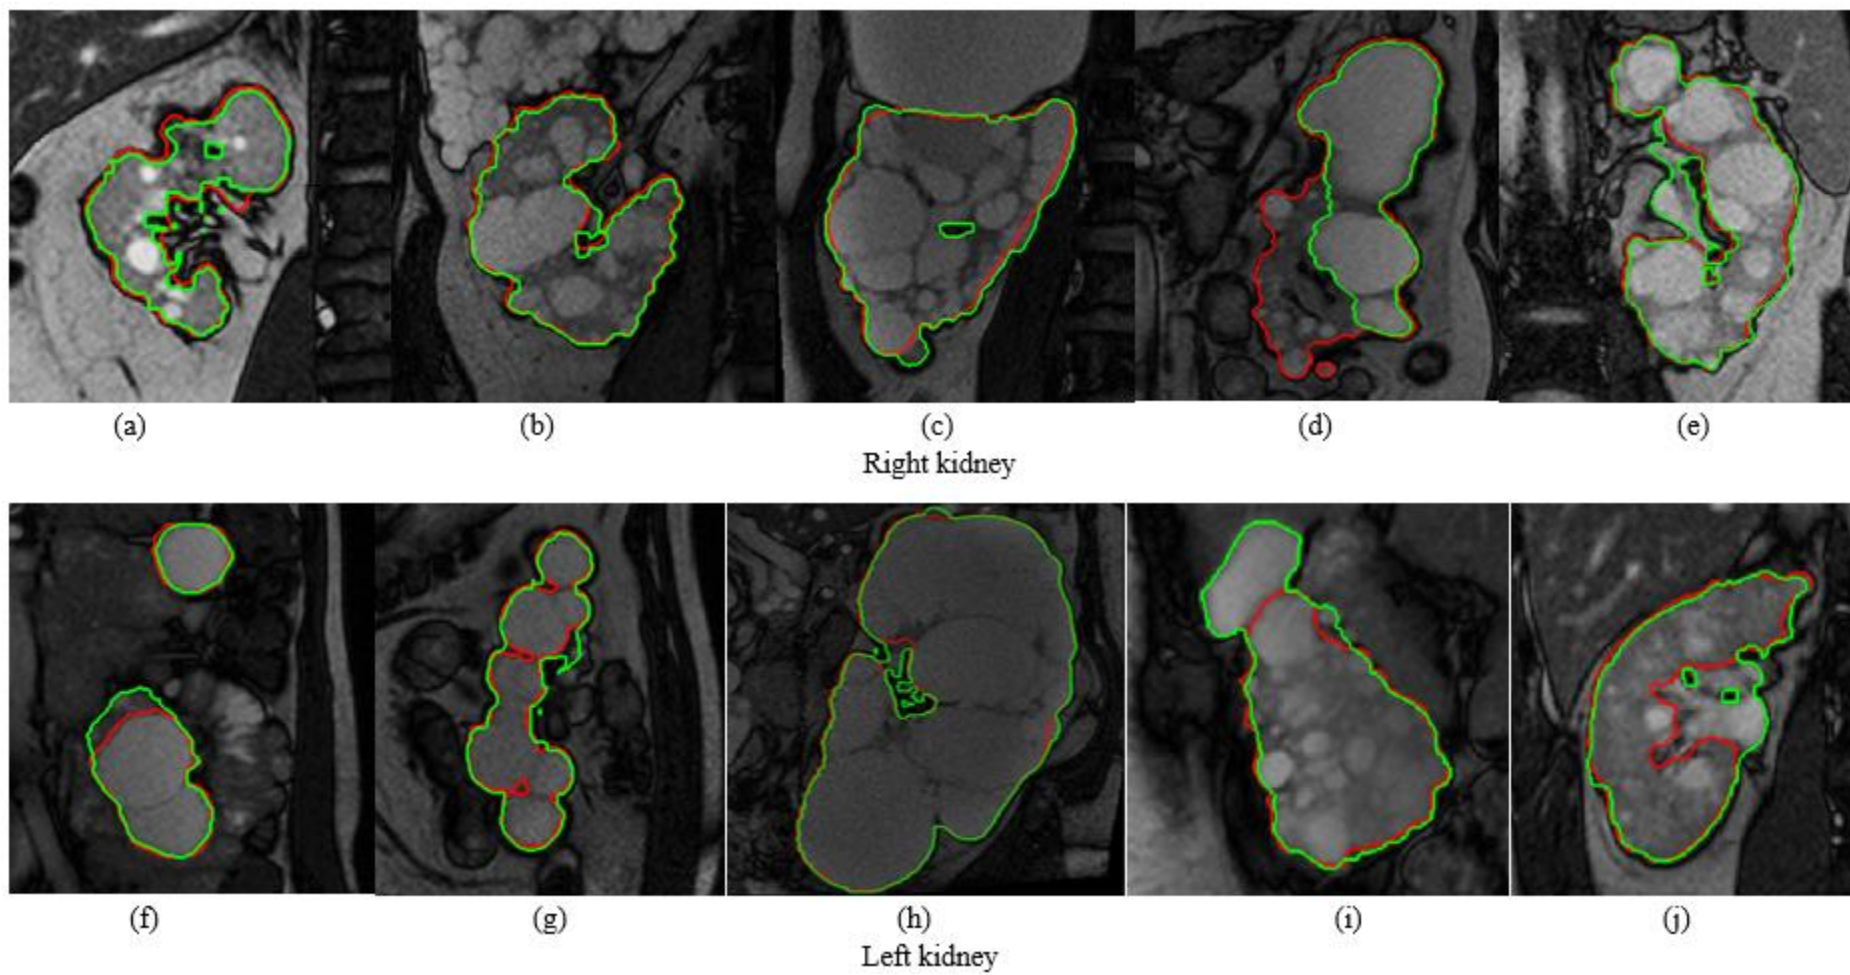 (a) (b) (c) (d) (e)
Right kidney
(f) (g) (h) (i) (j)
Left kidney